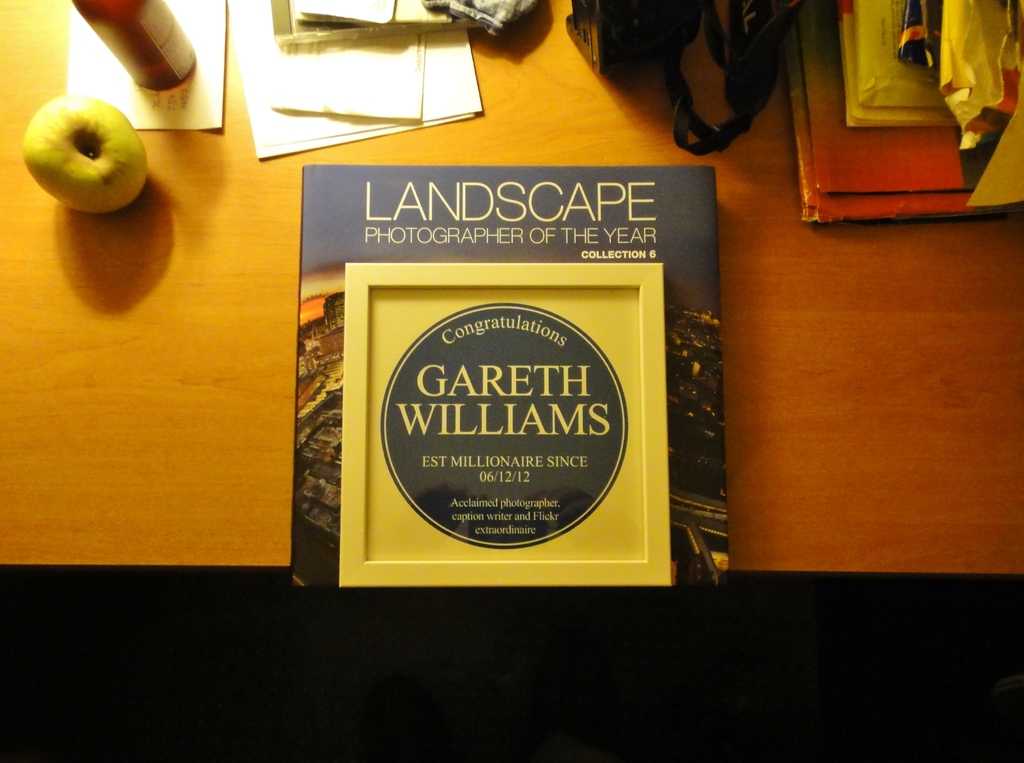 LANDSCAPE
PHOTOGRAPHER OF THE YEAR
COLLECTION 6
Congratulations
GARETH
WILLIAMS
EST MILLIONAIRE SINCE
06/12/12
Acclaimed photographer,
caption writer and Flickr
extraordinaire